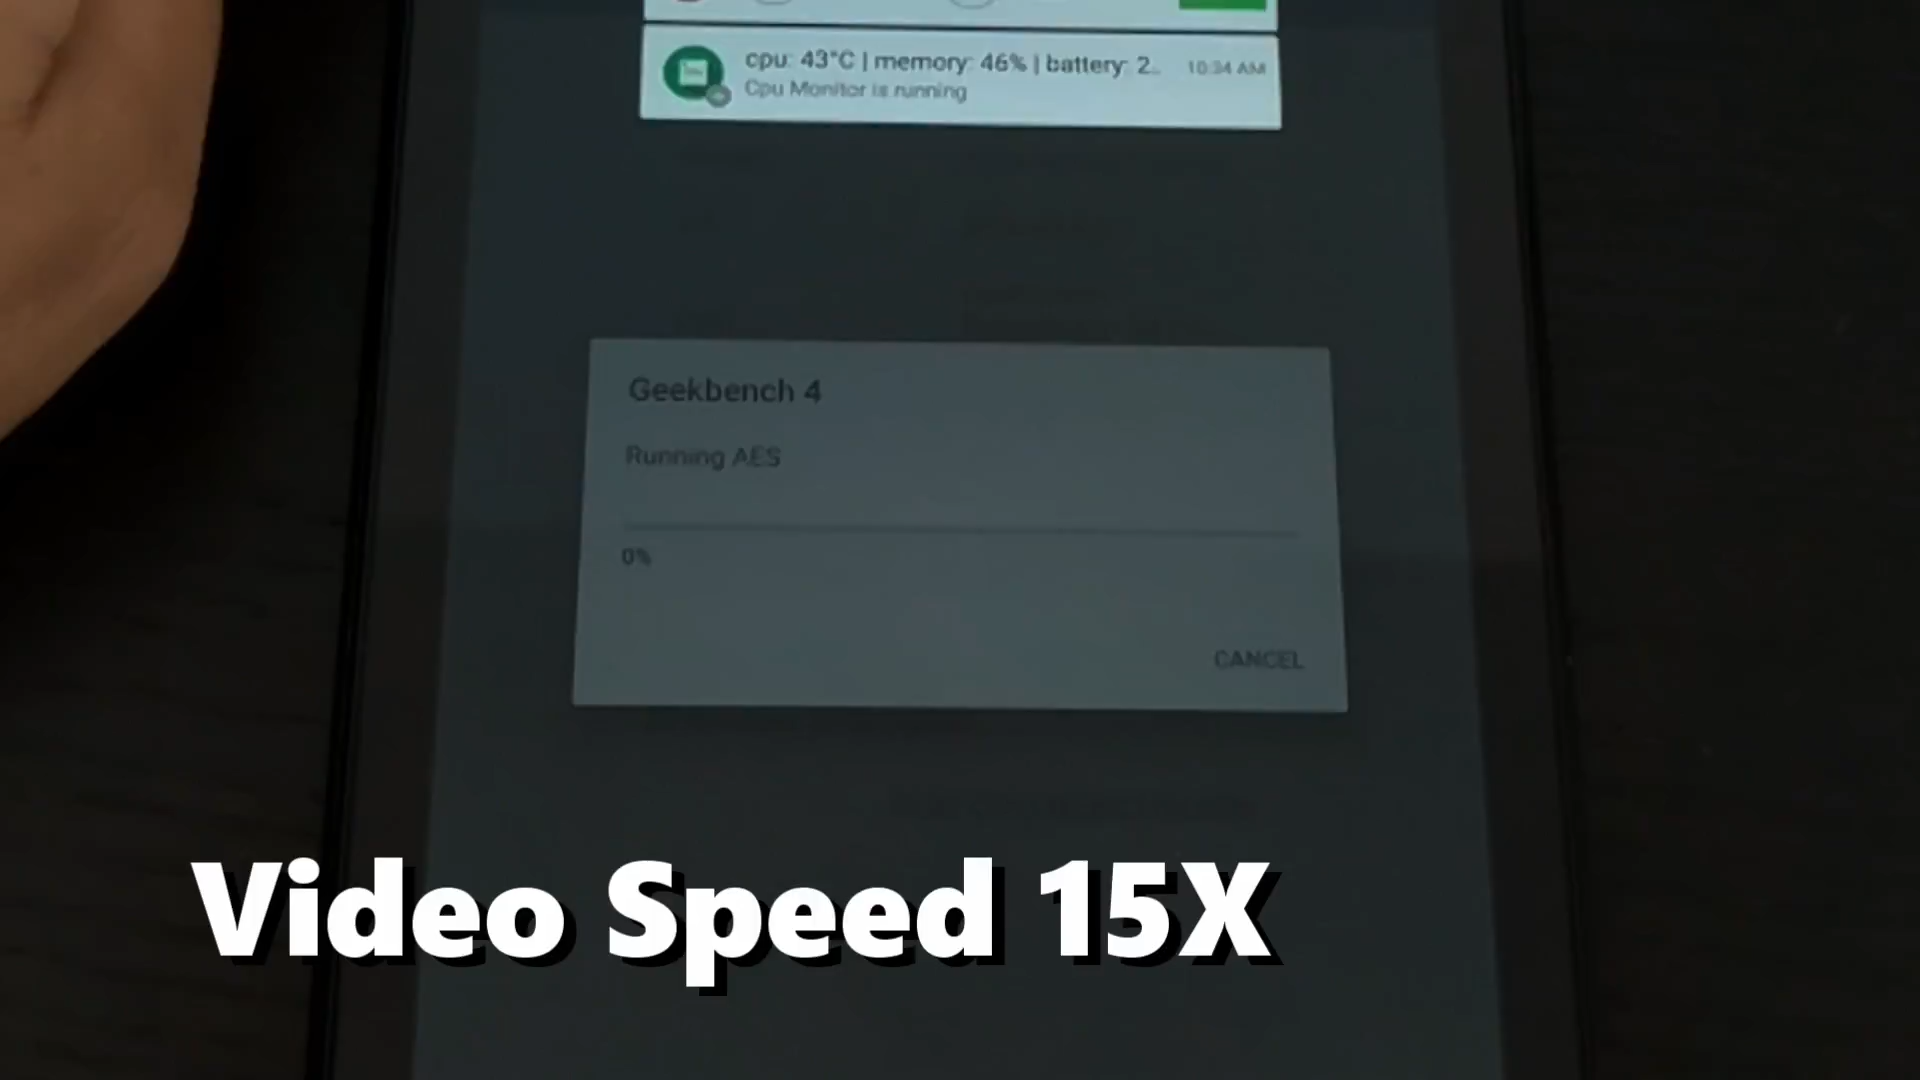 cpu: 43°C | memory: 46% | battery: 2..
10:34 AM
Cpu Monitor is running
Geekbench 4
Running AES
0%
CANCEL
Video Speed 15X